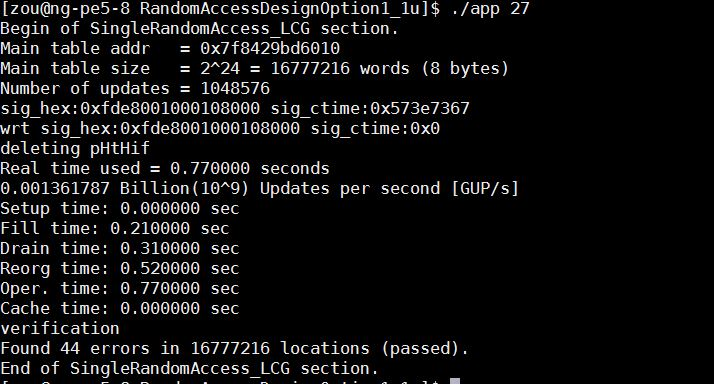 [zou@ng-pe5-8 RandomAccessDesignOption1_1u]$ ./app 27
Begin of SingleRandomAccess_LCG section.
Main table addr   = 0x7f8429bd6010
Main table size   = 2^24 = 16777216 words (8 bytes)
Number of updates = 1048576
sig_hex:0xfde8001000108000 sig_ctime:0x573e7367
wrt sig_hex:0xfde8001000108000 sig_ctime:0x0
deleting pHtHif
Real time used = 0.770000 seconds
0.001361787 Billion(10^9) Updates per second [GUP/s]
Setup time: 0.000000 sec
Fill time: 0.210000 sec
Drain time: 0.310000 sec
Reorg time: 0.520000 sec
Oper. time: 0.770000 sec
Cache time: 0.000000 sec
verification
Found 44 errors in 16777216 locations (passed).
End of SingleRandomAccess_LCG section.